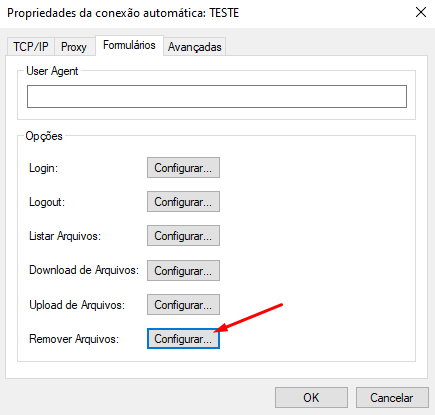 Propriedades da conexão automática: TESTE
TCP/IP Proxy Formulários Avançadas
User Agent
Opções
Login: Configurar...
Logout: Configurar...
Listar Arquivos: Configurar...
Download de Arquivos: Configurar...
Upload de Arquivos: Configurar...
Remover Arquivos: Configurar...
OK Cancelar